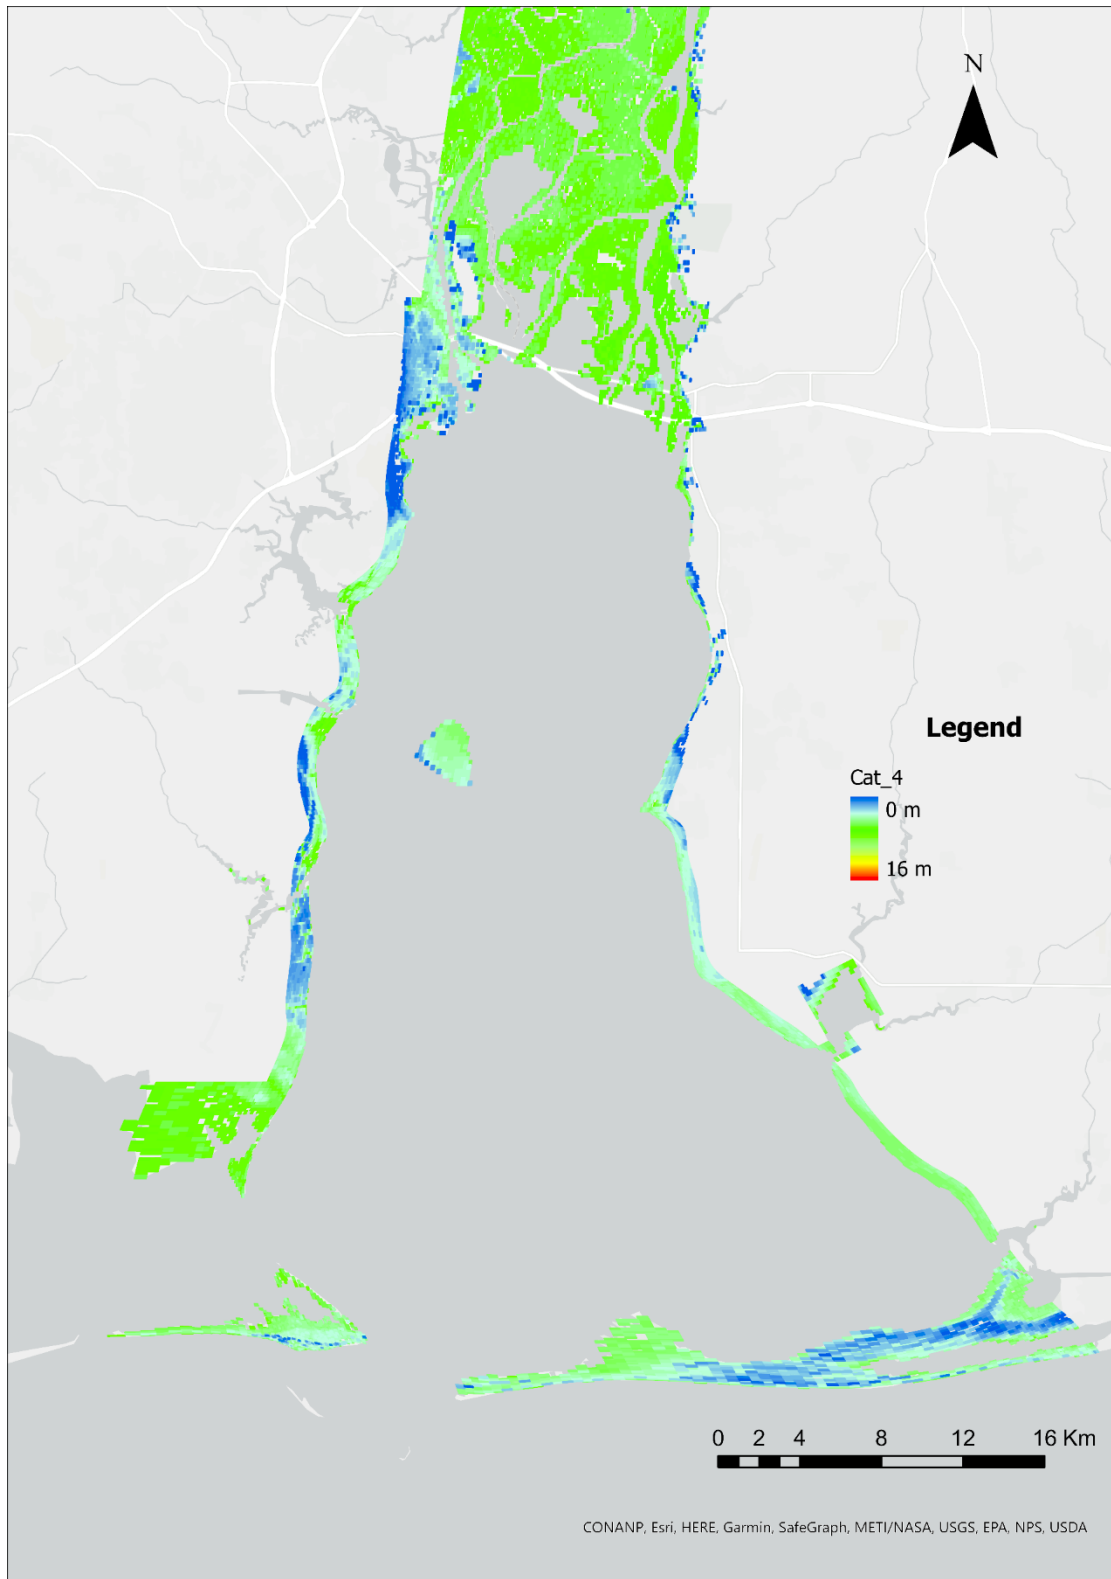 N
Legend
Cat_4
0 m
16 m
0 2 4 8 12 16 Km
CONANP, Esri, HERE, Garmin, SafeGraph, METI/NASA, USGS, EPA, NPS, USDA